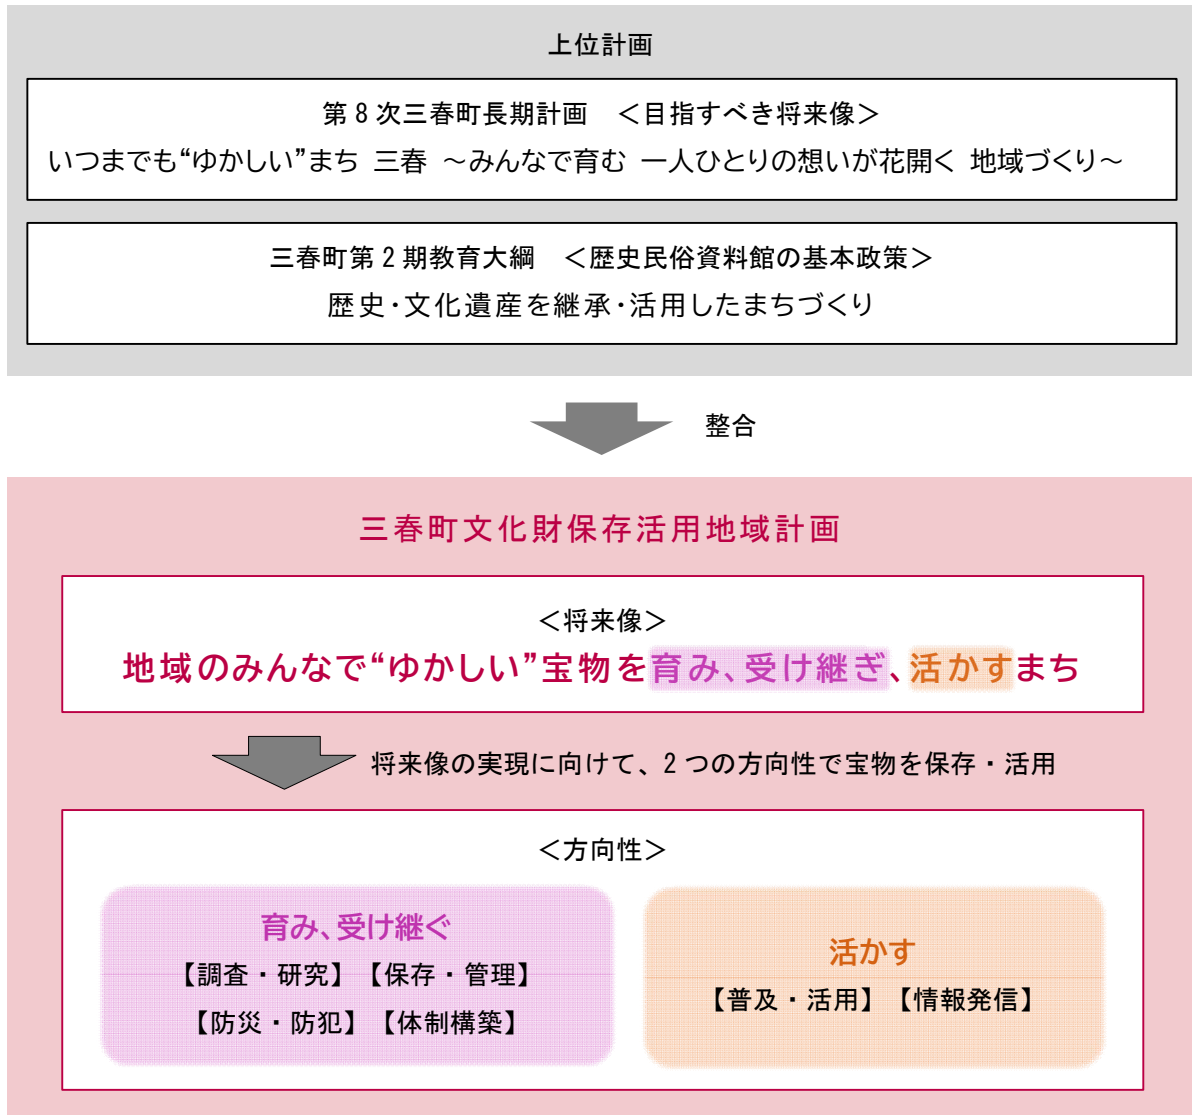 上位計画
第8次三春町長期計画　＜目指すべき将来像＞
いつまでも“ゆかしい”まち 三春 ～みんなで育む 一人ひとりの想いが花開く 地域づくり～
三春町第2期教育大綱　＜歴史民俗資料館の基本政策＞
歴史・文化遺産を継承・活用したまちづくり
整合
三春町文化財保存活用地域計画
＜将来像＞
地域のみんなで“ゆかしい”宝物を育み、受け継ぎ、活かすまち
将来像の実現に向けて、2つの方向性で宝物を保存・活用
＜方向性＞
育み、受け継ぐ
【調査・研究】【保存・管理】
【防災・防犯】【体制構築】
活かす
【普及・活用】【情報発信】